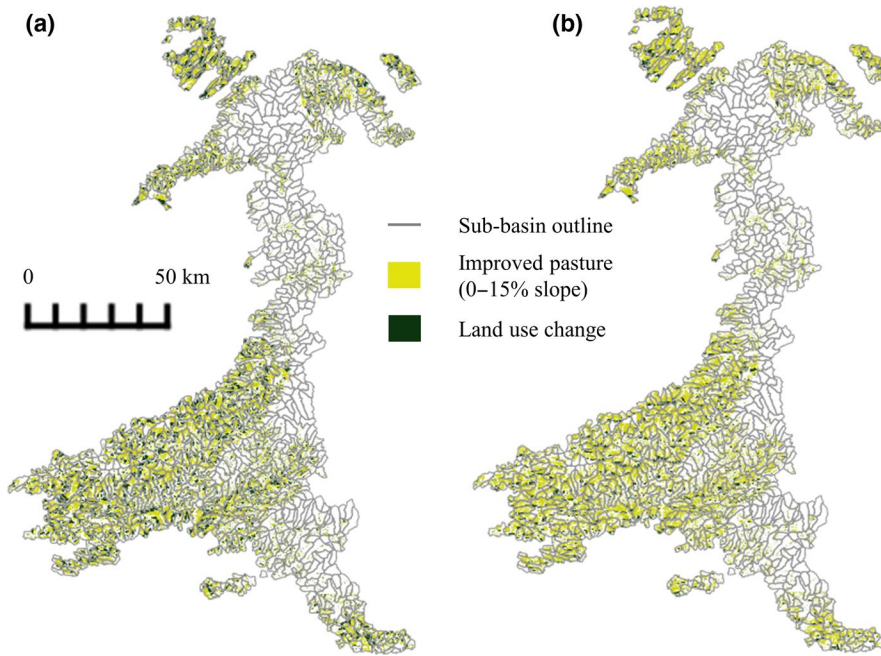 (a)
(b)
0 50 km
Sub-basin outline
Improved pasture
(0–15% slope)
Land use change